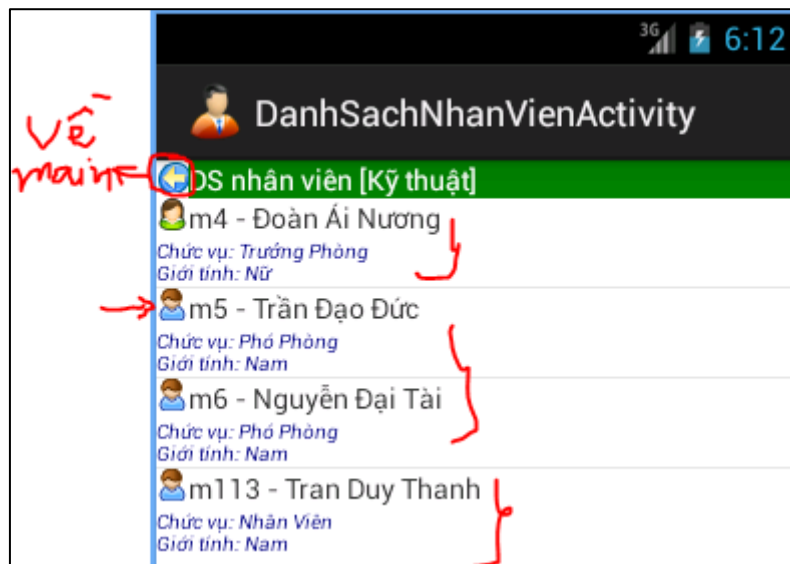 3G 6:12
DanhSachNhanVienActivity
Về
main
DS nhân viên [Kỹ thuật]
m4 - Đoàn Ái Nương
Chức vụ: Trưởng Phòng
Giới tính: Nữ
m5 - Trần Đạo Đức
Chức vụ: Phó Phòng
Giới tính: Nam
m6 - Nguyễn Đại Tài
Chức vụ: Phó Phòng
Giới tính: Nam
m113 - Tran Duy Thanh
Chức vụ: Nhân Viên
Giới tính: Nam